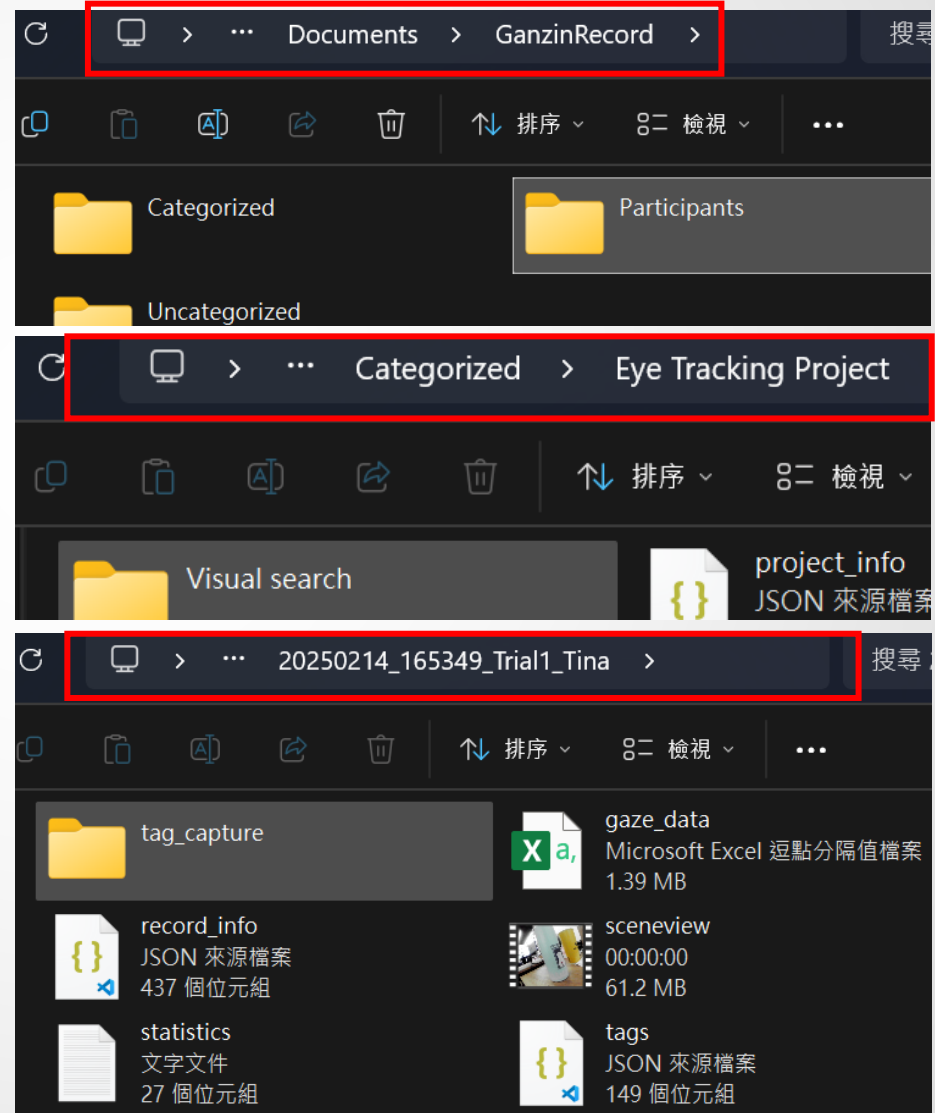 … Documents > GanzinRecord > 搜尋
排序 檢視 …
Categorized
Participants
Uncategorized
… Categorized > Eye Tracking Project
排序 檢視
Visual search
project_info
JSON 來源檔案
… 20250214_165349_Trial1_Tina > 搜尋 2
排序 檢視 …
tag_capture
gaze_data
Microsoft Excel 逗點分隔值檔案
1.39 MB
record_info
JSON 來源檔案
437 個位元組
sceneview
00:00:00
61.2 MB
statistics
文字文件
27 個位元組
tags
JSON 來源檔案
149 個位元組